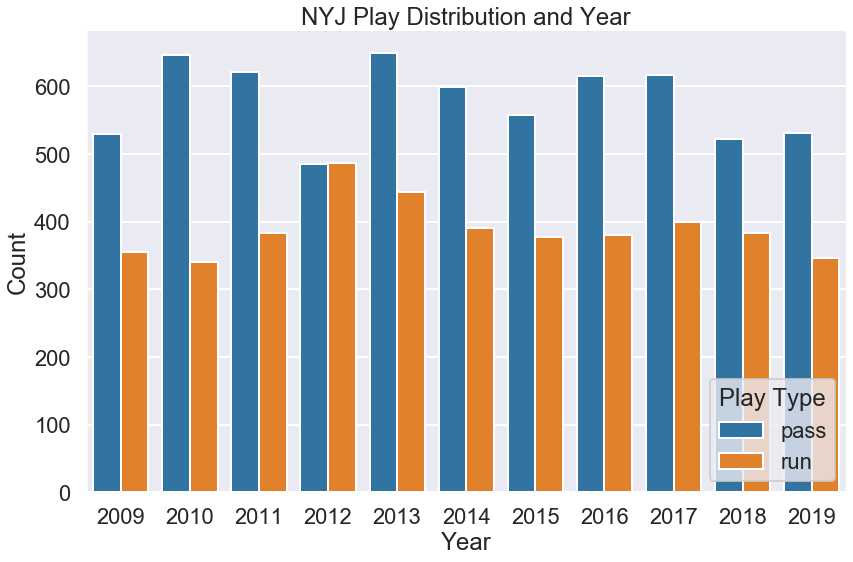 NYJ Play Distribution and Year
Count
600
500
400
300
200
100
0
Play Type
pass
run
2009 2010 2011 2012 2013 2014 2015 2016 2017 2018 2019
Year